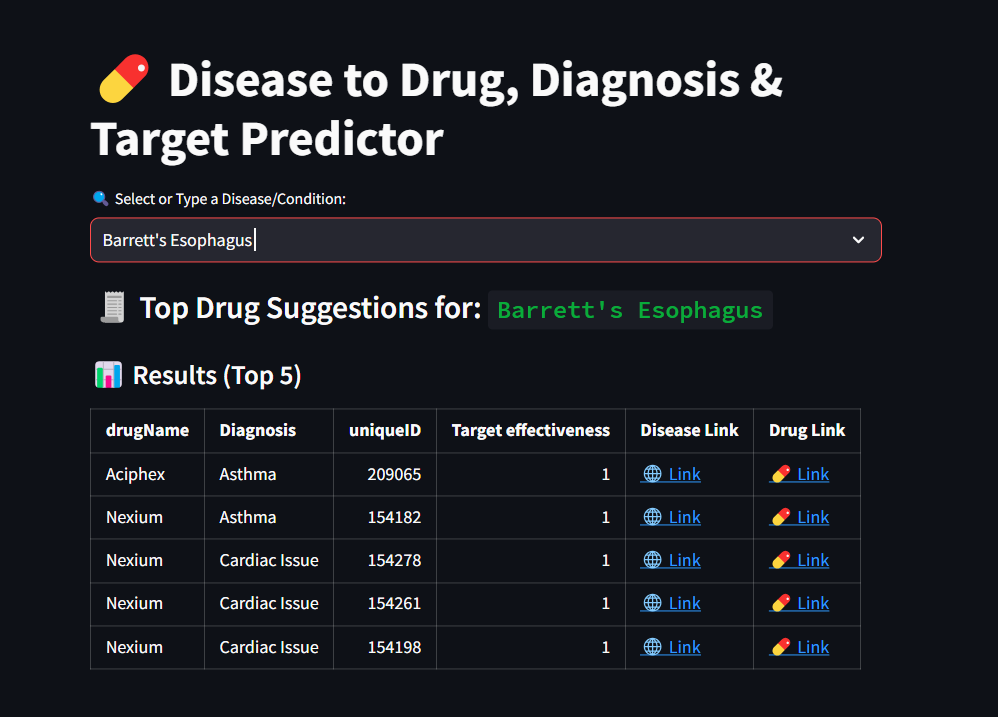 Disease to Drug, Diagnosis &
Target Predictor
Select or Type a Disease/Condition:
Barrett's Esophagus
Top Drug Suggestions for: Barrett's Esophagus
Results (Top 5)
drugName Diagnosis uniqueID Target effectiveness Disease Link Drug Link
Aciphex Asthma 209065 1 Link Link
Nexium Asthma 154182 1 Link Link
Nexium Cardiac Issue 154278 1 Link Link
Nexium Cardiac Issue 154261 1 Link Link
Nexium Cardiac Issue 154198 1 Link Link